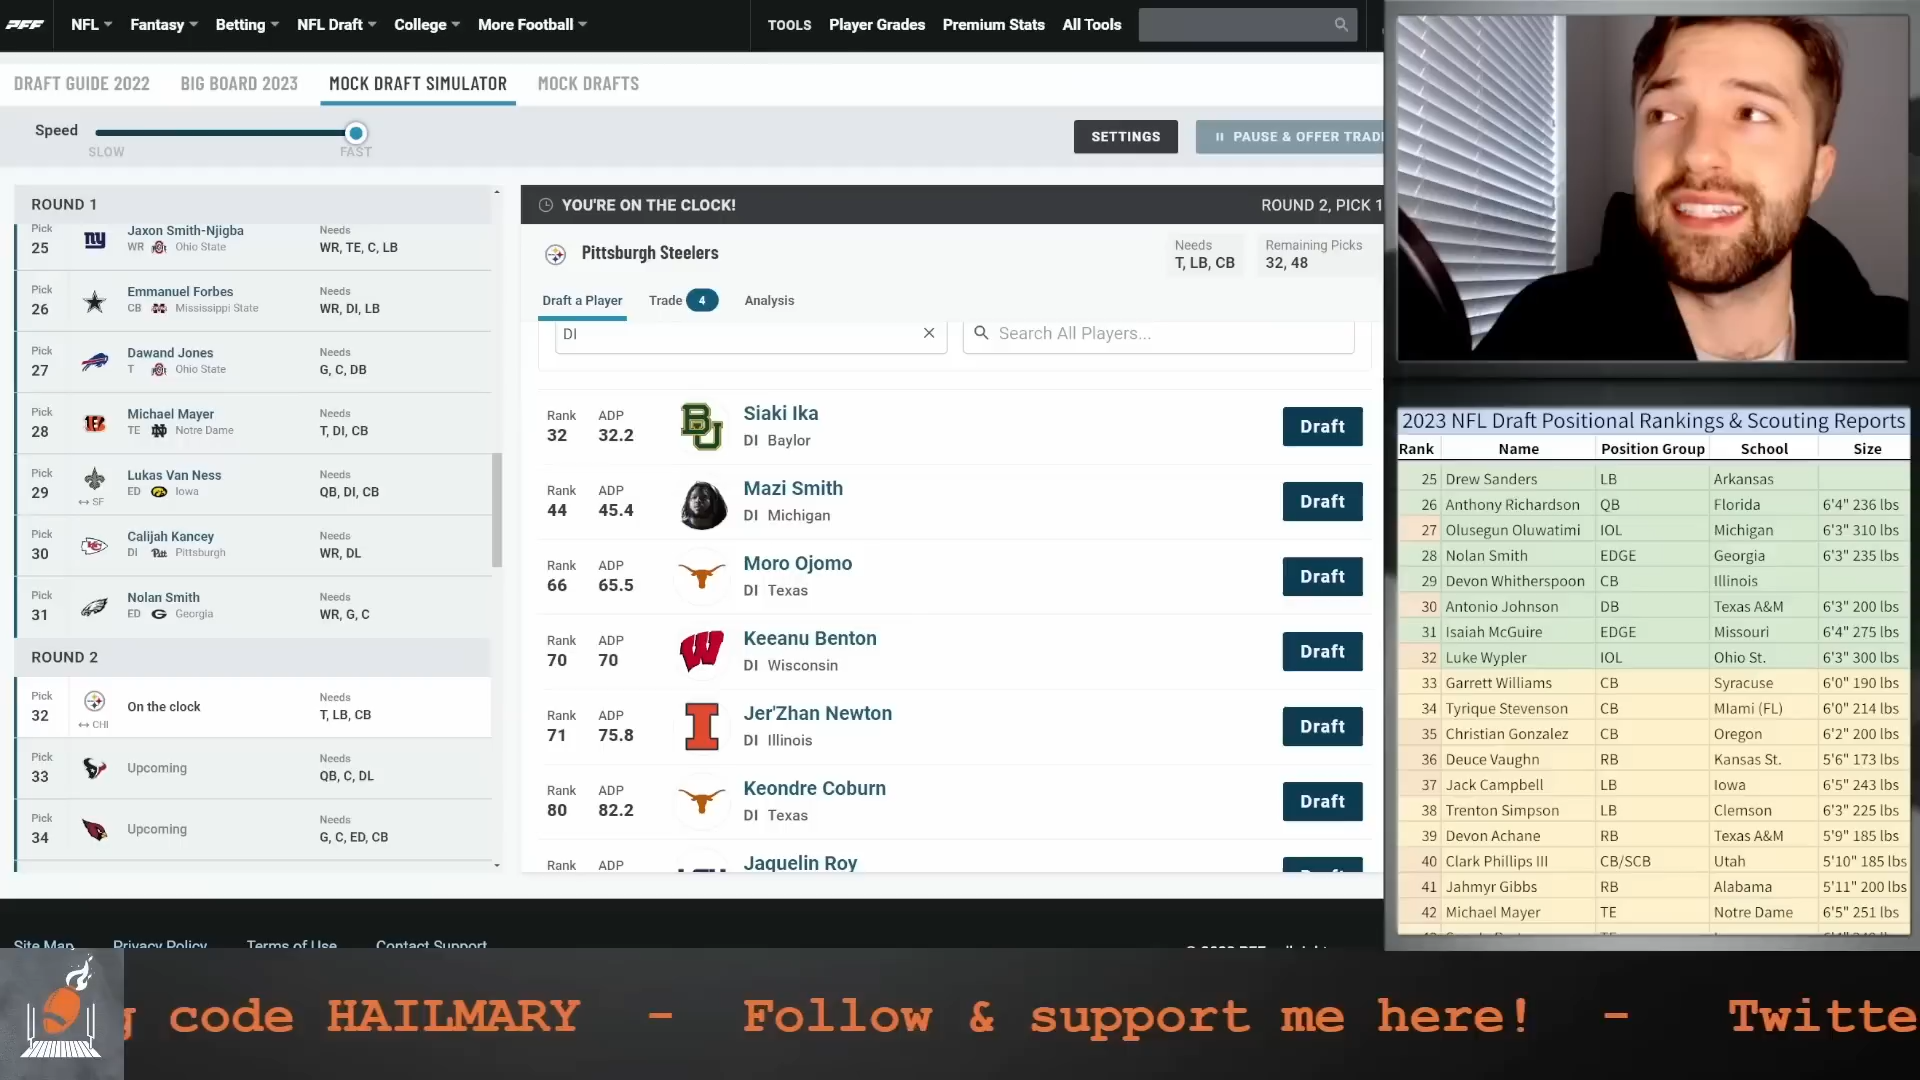 PFF
NFL
Fantasy
Betting
NFL Draft
College
More Football
TOOLS
Player Grades
Premium Stats
All Tools
DRAFT GUIDE 2022
BIG BOARD 2023
MOCK DRAFT SIMULATOR
MOCK DRAFTS
Speed
SLOW
FAST
SETTINGS
PAUSE & OFFER TRAD
ROUND 1
Pick
25
Jaxon Smith-Njigba
WR Ohio State
Needs
WR, TE, C, LB
Pick
26
Emmanuel Forbes
CB Mississippi State
Needs
WR, DI, LB
Pick
27
Dawand Jones
T Ohio State
Needs
G, C, DB
Pick
28
Michael Mayer
TE Notre Dame
Needs
T, DI, CB
Pick
29
↔ SF
Lukas Van Ness
ED Iowa
Needs
QB, DI, CB
Pick
30
Calijah Kancey
DI Pittsburgh
Needs
WR, DL
Pick
31
Nolan Smith
ED Georgia
Needs
WR, G, C
ROUND 2
Pick
32
↔ CHI
On the clock
Needs
T, LB, CB
Pick
33
Upcoming
Needs
QB, C, DL
Pick
34
Upcoming
Needs
G, C, ED, CB
YOU'RE ON THE CLOCK!
ROUND 2, PICK 1
Pittsburgh Steelers
Needs
T, LB, CB
Remaining Picks
32, 48
Draft a Player
Trade 4
Analysis
DI
Search All Players...
Rank
32
ADP
32.2
Siaki Ika
DI Baylor
Draft
Rank
44
ADP
45.4
Mazi Smith
DI Michigan
Draft
Rank
66
ADP
65.5
Moro Ojomo
DI Texas
Draft
Rank
70
ADP
70
Keeanu Benton
DI Wisconsin
Draft
Rank
71
ADP
75.8
Jer'Zhan Newton
DI Illinois
Draft
Rank
80
ADP
82.2
Keondre Coburn
DI Texas
Draft
Rank
ADP
Jaquelin Roy
Site Map
Privacy Policy
Terms of Use
Contact Support
2023 NFL Draft Positional Rankings & Scouting Reports
Rank Name Position Group School Size
25 Drew Sanders LB Arkansas
26 Anthony Richardson QB Florida 6'4" 236 lbs
27 Olusegun Oluwatimi IOL Michigan 6'3" 310 lbs
28 Nolan Smith EDGE Georgia 6'3" 235 lbs
29 Devon Whitherspoon CB Illinois
30 Antonio Johnson DB Texas A&M 6'3" 200 lbs
31 Isaiah McGuire EDGE Missouri 6'4" 275 lbs
32 Luke Wypler IOL Ohio St. 6'3" 300 lbs
33 Garrett Williams CB Syracuse 6'0" 190 lbs
34 Tyrique Stevenson CB MIami (FL) 6'0" 214 lbs
35 Christian Gonzalez CB Oregon 6'2" 200 lbs
36 Deuce Vaughn RB Kansas St. 5'6" 173 lbs
37 Jack Campbell LB Iowa 6'5" 243 lbs
38 Trenton Simpson LB Clemson 6'3" 225 lbs
39 Devon Achane RB Texas A&M 5'9" 185 lbs
40 Clark Phillips III CB/SCB Utah 5'10" 185 lbs
41 Jahmyr Gibbs RB Alabama 5'11" 200 lbs
42 Michael Mayer TE Notre Dame 6'5" 251 lbs
g code HAILMARY - Follow & support me here! - Twitte